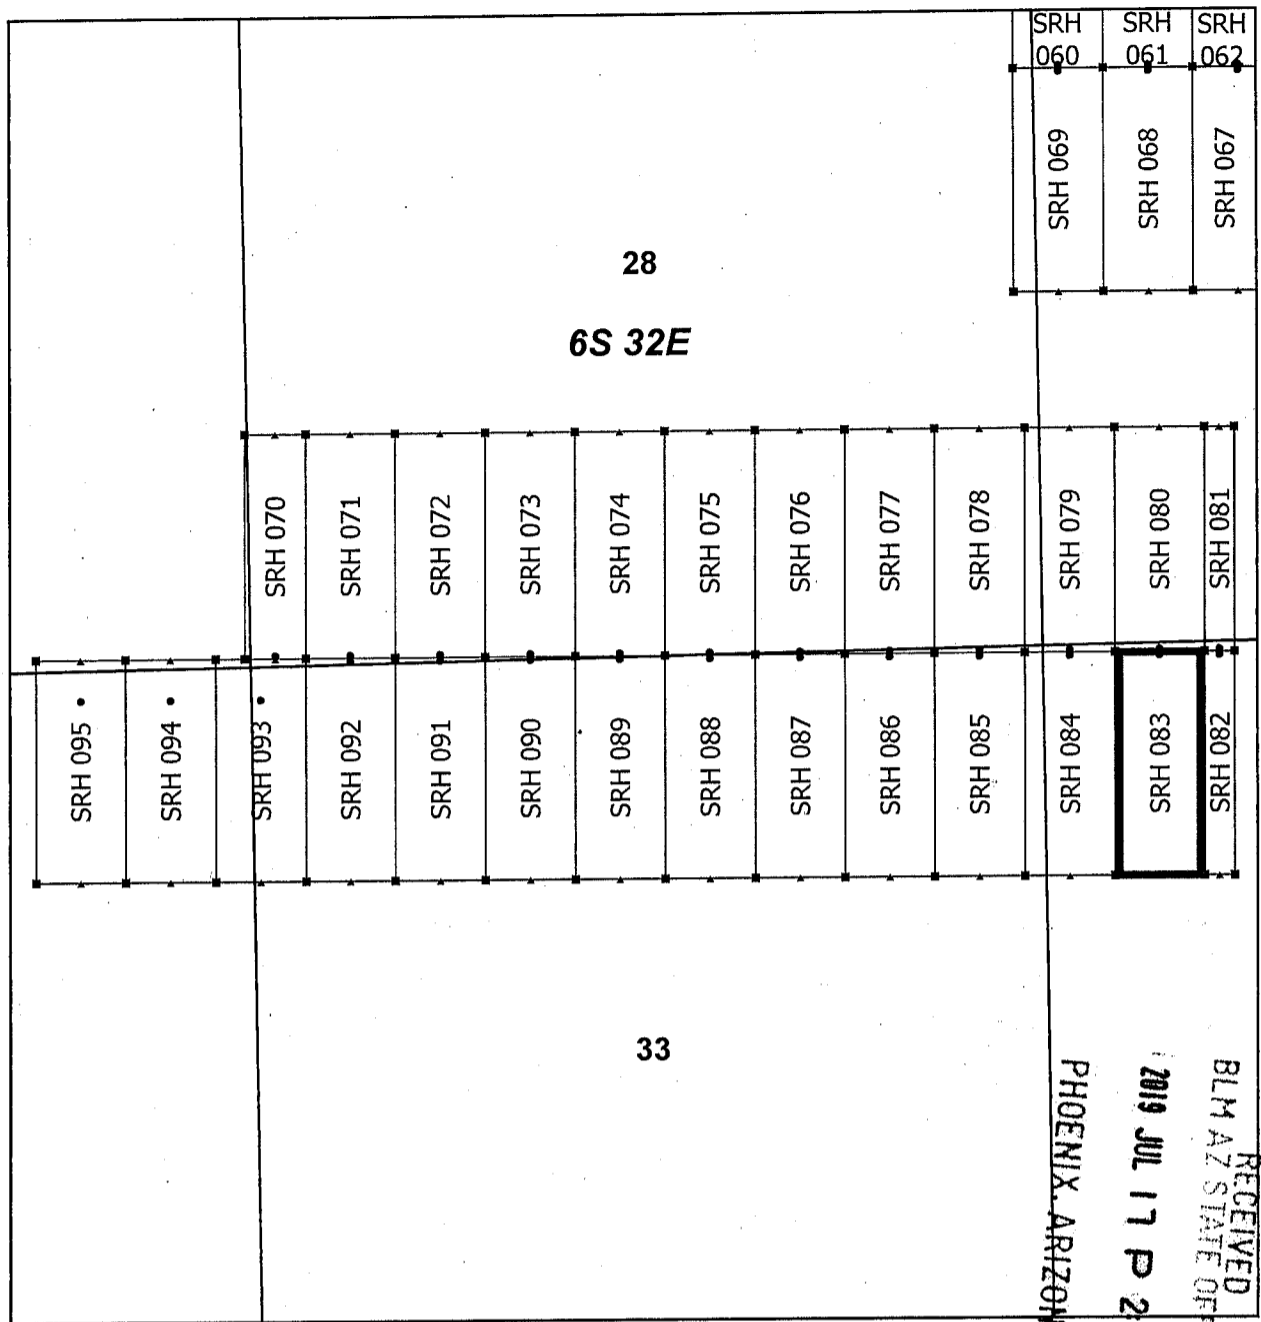 SRH 060
SRH 061
SRH 062
SRH 069
SRH 068
SRH 067
28
6S 32E
SRH 070
SRH 071
SRH 072
SRH 073
SRH 074
SRH 075
SRH 076
SRH 077
SRH 078
SRH 079
SRH 080
SRH 081
SRH 095
SRH 094
SRH 093
SRH 092
SRH 091
SRH 090
SRH 089
SRH 088
SRH 087
SRH 086
SRH 085
SRH 084
SRH 083
SRH 082
33
RECEIVED
BLM AZ STATE OF
2019 JUL 17 P 2
PHOENIX, ARIZON